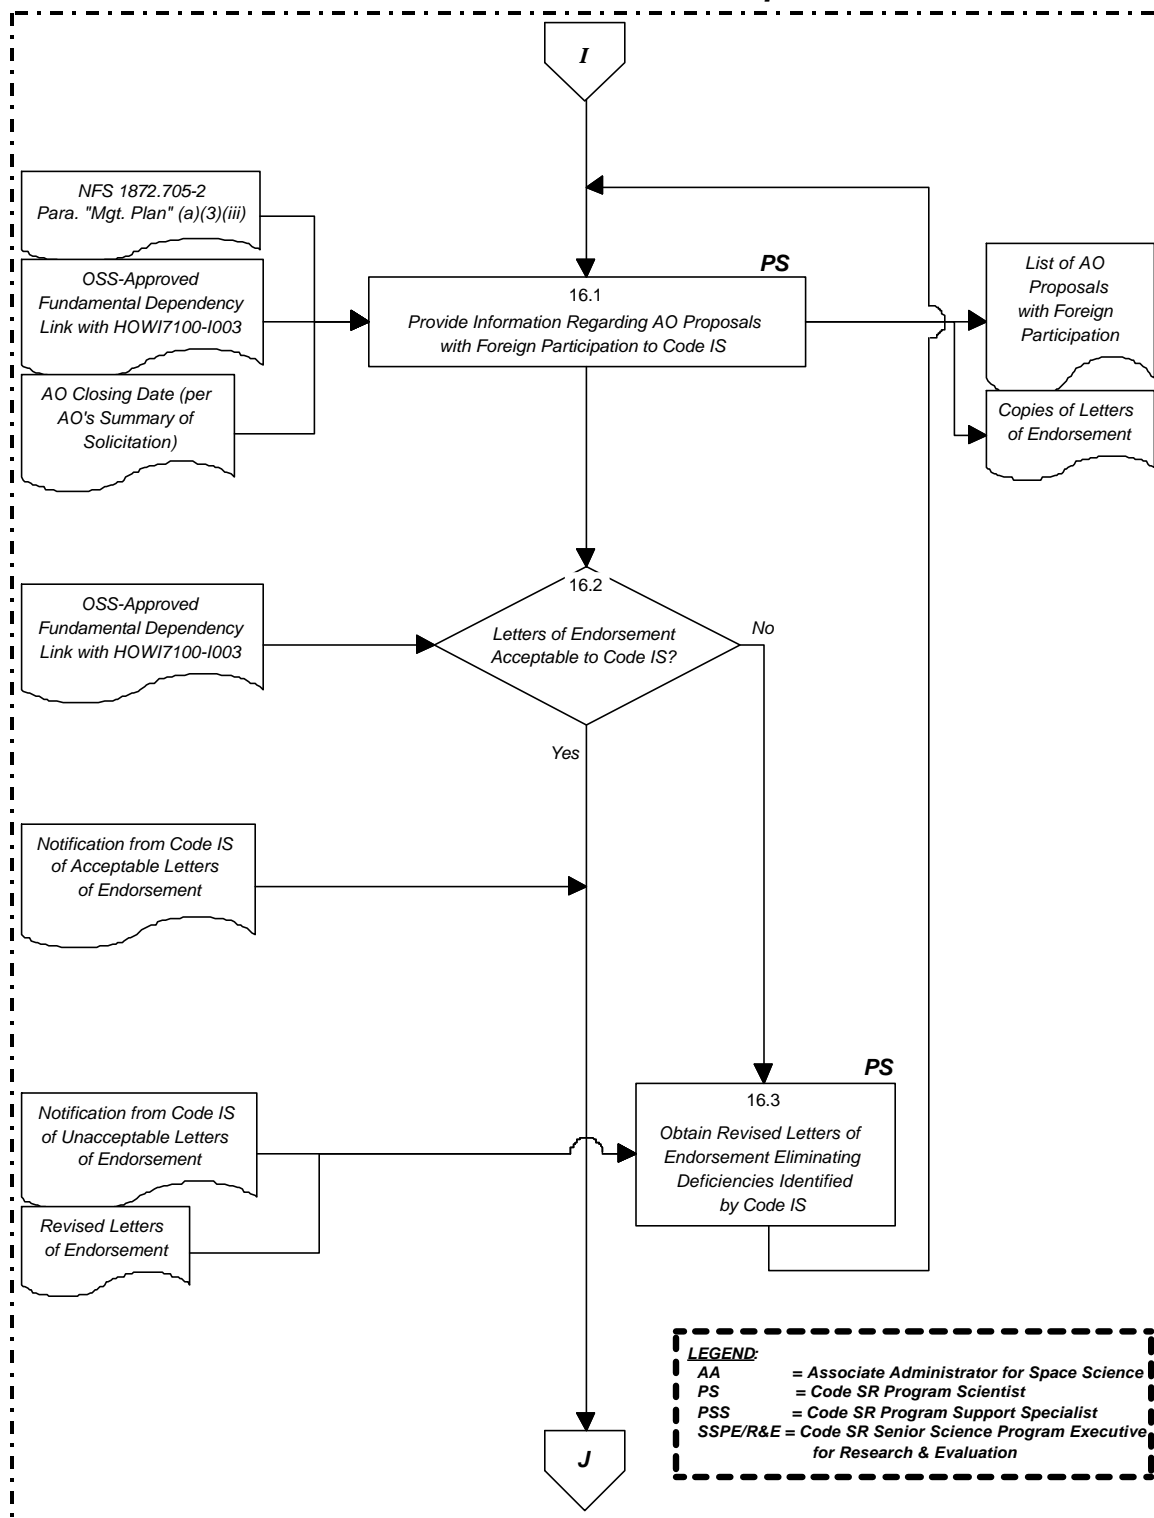 I
NFS 1872.705-2
Para. "Mgt. Plan" (a)(3)(iii)
OSS-Approved
Fundamental Dependency
Link with HOWI7100-I003
AO Closing Date (per
AO's Summary of
Solicitation)
PS
16.1
Provide Information Regarding AO Proposals
with Foreign Participation to Code IS
List of AO
Proposals
with Foreign
Participation
Copies of Letters
of Endorsement
OSS-Approved
Fundamental Dependency
Link with HOWI7100-I003
16.2
Letters of Endorsement
Acceptable to Code IS?
No
Yes
Notification from Code IS
of Acceptable Letters
of Endorsement
Notification from Code IS
of Unacceptable Letters
of Endorsement
Revised Letters
of Endorsement
PS
16.3
Obtain Revised Letters of
Endorsement Eliminating
Deficiencies Identified
by Code IS
LEGEND:
AA = Associate Administrator for Space Science
PS = Code SR Program Scientist
PSS = Code SR Program Support Specialist
SSPE/R&E = Code SR Senior Science Program Executive
for Research & Evaluation
J